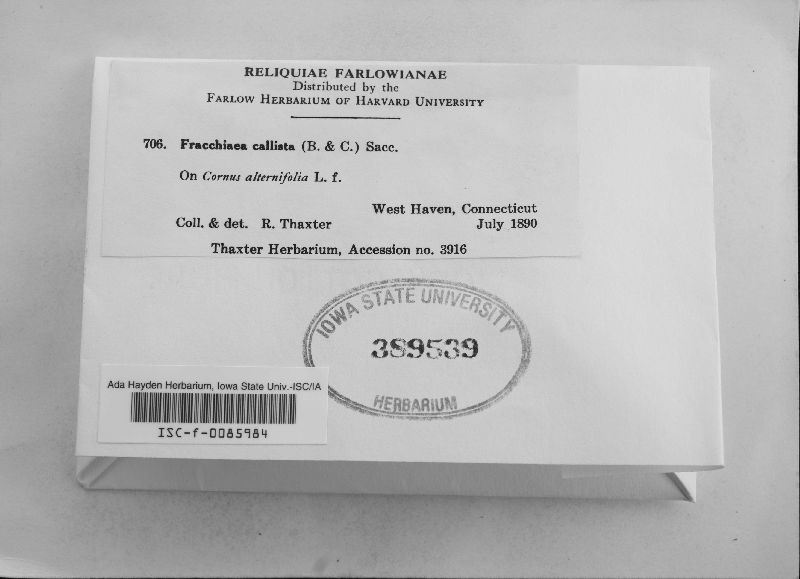 RELIQUIAE FARLOWIANAE
Distributed by the
FARLOW HERBARIUM OF HARVARD UNIVERSITY
706. Fracchiaea callista (B. & C.) Sacc.
On Cornus alternifolia L. f.
West Haven, Connecticut
Coll. & det. R. Thaxter July 1890
Thaxter Herbarium, Accession no. 3916
IOWA STATE UNIVERSITY
389539
HERBARIUM
Ada Hayden Herbarium, Iowa State Univ.-ISC/IA
ISC-f-0085984